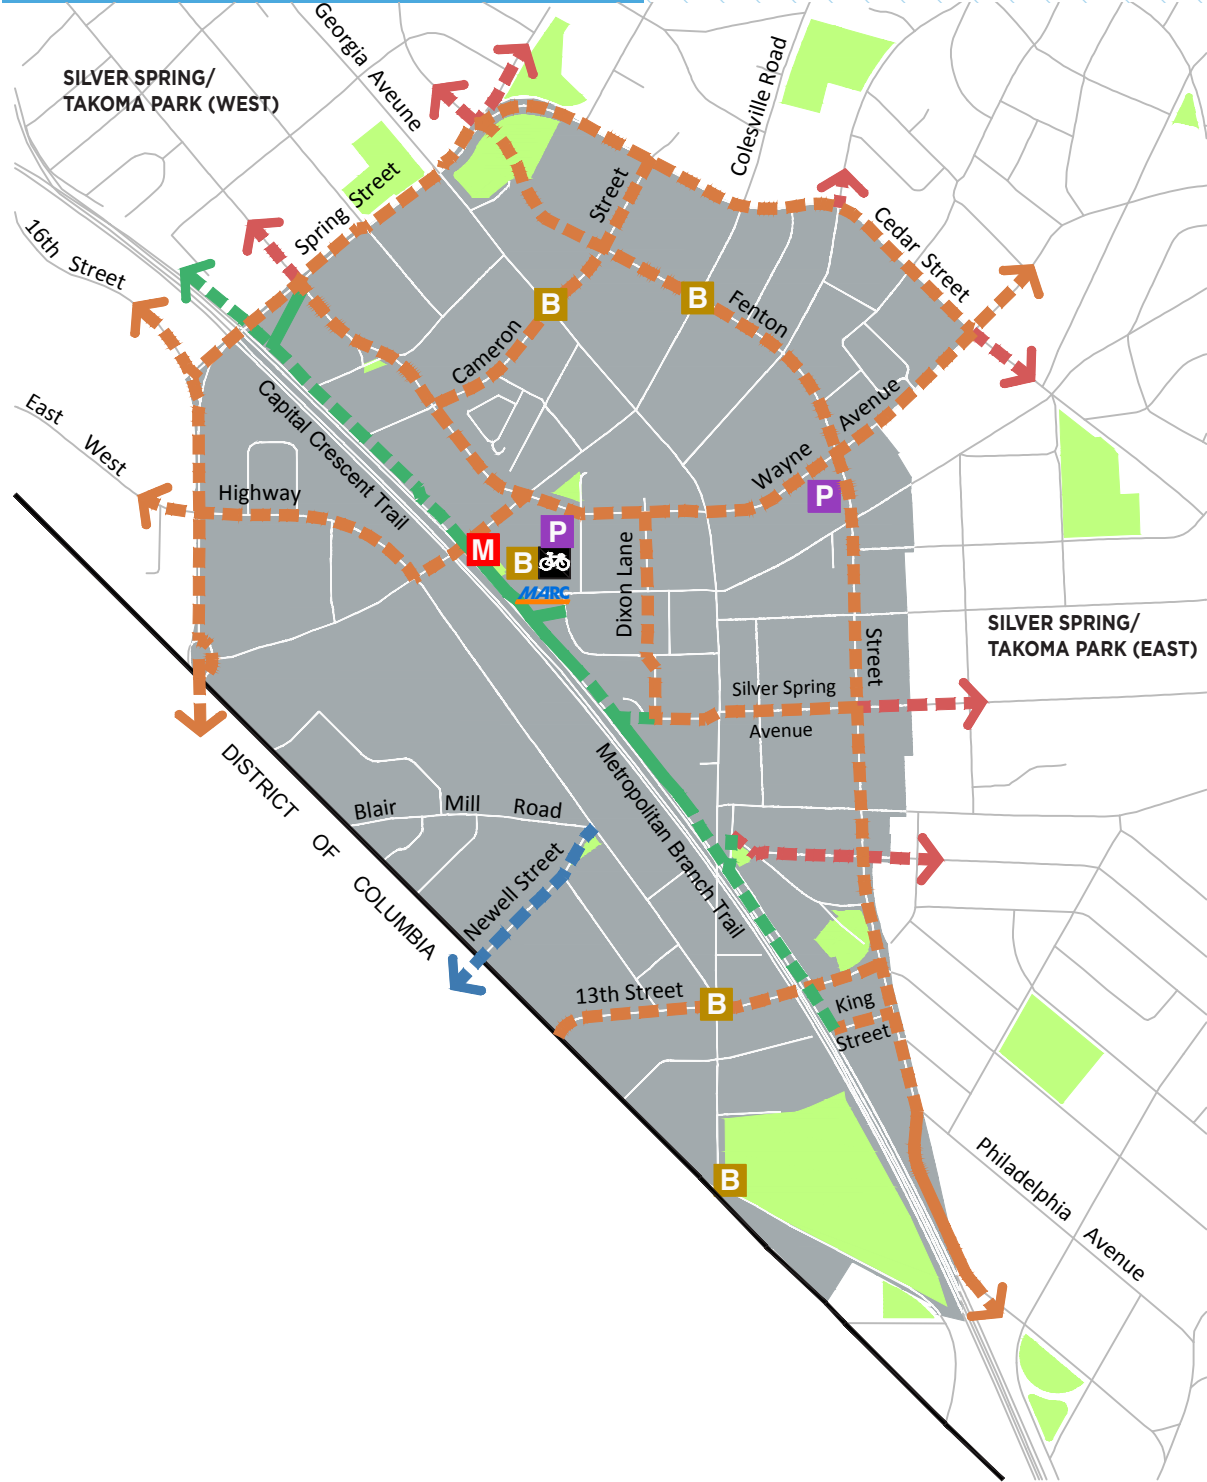 SILVER SPRING/
TAKOMA PARK (WEST)
Georgia Aveune
Colesville Road
Spring Street
Street
16th Street
Cedar Street
B
B
Fenton
Cameron
Capital Crescent Trail
East West
Highway
Avenue
Wayne
P
P
M
B
MARC
Dixon Lane
SILVER SPRING/
TAKOMA PARK (EAST)
Street
Silver Spring
Avenue
DISTRICT OF COLUMBIA
Metropolitan Branch Trail
Blair Mill Road
Newell Street
13th Street
B
King
Street
B
Philadelphia Avenue